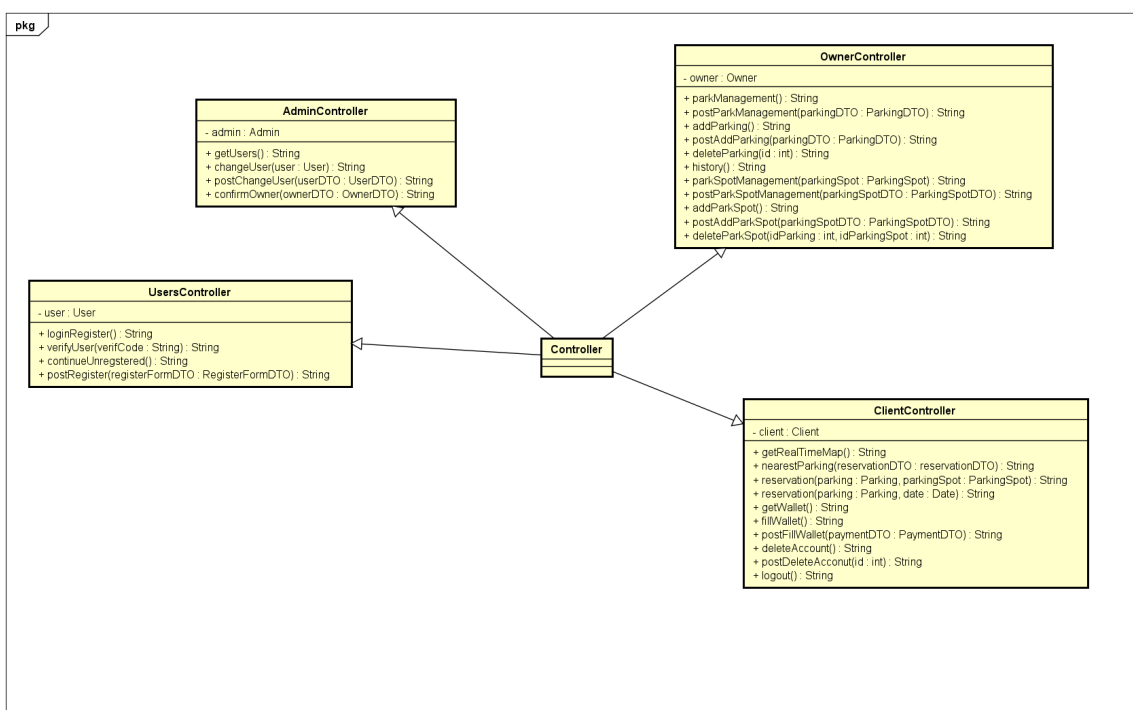 pkg
OwnerController
- owner : Owner
+ parkManagement() : String
+ postParkManagement(parkingDTO : ParkingDTO) : String
+ addParking() : String
+ postAddParking(parkingDTO : ParkingDTO) : String
+ deleteParking(id : int) : String
+ history() : String
+ parkSpotManagement(parkingSpot : ParkingSpot) : String
+ postParkSpotManagement(parkingSpotDTO : ParkingSpotDTO) : String
+ addParkSpot() : String
+ postAddParkSpot(parkingSpotDTO : ParkingSpotDTO) : String
+ deleteParkSpot(idParking : int, idParkingSpot : int) : String
AdminController
- admin : Admin
+ getUsers() : String
+ changeUser(user : User) : String
+ postChangeUser(userDTO : UserDTO) : String
+ confirmOwner(ownerDTO : OwnerDTO) : String
UsersController
- user : User
+ loginRegister() : String
+ verifyUser(verifCode : String) : String
+ continueUnregstered() : String
+ postRegister(registerFormDTO : RegisterFormDTO) : String
Controller
ClientController
- client : Client
+ getRealTimeMap() : String
+ nearestParking(reservationDTO : reservationDTO) : String
+ reservation(parking : Parking, parkingSpot : ParkingSpot) : String
+ reservation(parking : Parking, date : Date) : String
+ getWallet() : String
+ fillWallet() : String
+ postFillWallet(paymentDTO : PaymentDTO) : String
+ deleteAccount() : String
+ postDeleteAcconut(id : int) : String
+ logout() : String